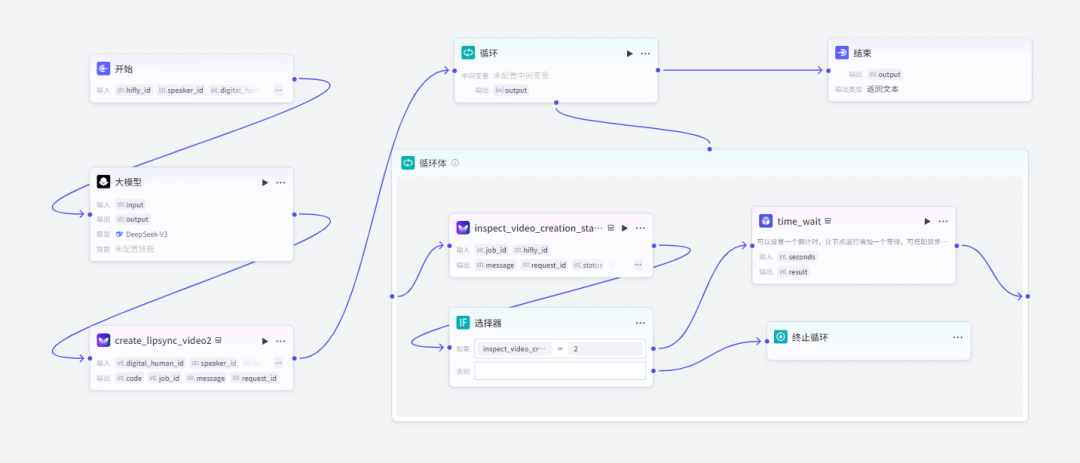 开始
输入 str.hifly_id str.speaker_id int.digital_hum
大模型
输入 str.input
输出 str.output
模型 DeepSeek-V3
技能 未配置技能
create_lipsync_video2
输入 int.digital_human_id str.speaker_id
输出 int.code int.job_id str.message str.request_id
循环
中间变量 未配置中间变量
输出 output
结束
输出 str.output
输出类型 返回文本
循环体
inspect_video_creation_sta…
输入 int.job_id str.hifly_id
输出 str.message str.request_id int.status
选择器
如果 inspect_video_cr… = 2
否则
time_wait
可以设置一个倒计时，让节点运行增加一个等待，可搭配异步…
输入 int.seconds
输出 int.result
终止循环